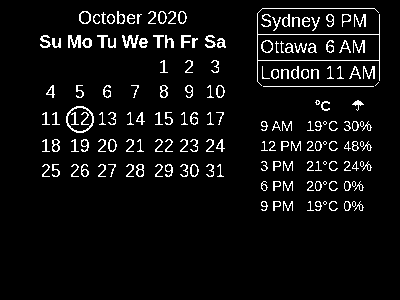 October 2020
Su Mo Tu We Th Fr Sa
1 2 3
4 5 6 7 8 9 10
11 12 13 14 15 16 17
18 19 20 21 22 23 24
25 26 27 28 29 30 31
Sydney 9 PM
Ottawa 6 AM
London 11 AM
°C ☂
9 AM 19°C 30%
12 PM 20°C 48%
3 PM 21°C 24%
6 PM 20°C 0%
9 PM 19°C 0%